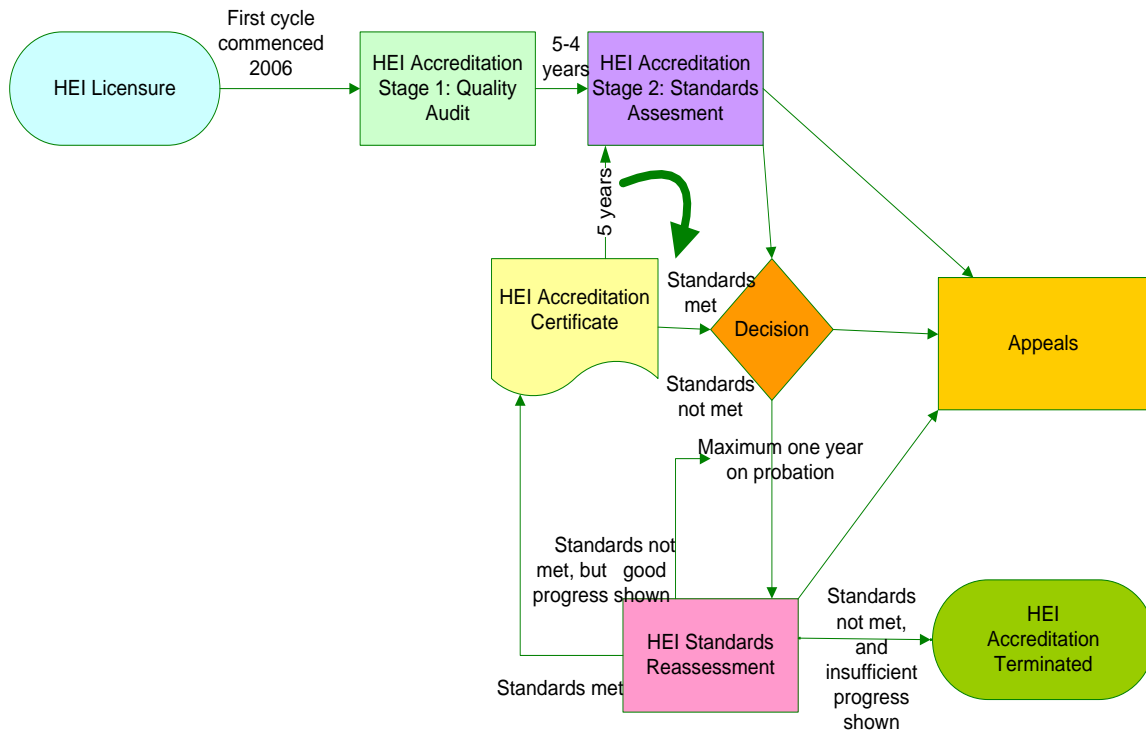 First cycle
commenced
2006
HEI Licensure
HEI Accreditation
Stage 1: Quality
Audit
5-4
years
HEI Accreditation
Stage 2: Standards
Assesment
5 years
HEI Accreditation
Certificate
Standards
met
Decision
Appeals
Standards
not met
Maximum one year
on probation
Standards not
met, but good
progress shown
HEI Standards
Reassessment
Standards met
Standards
not met,
and
insufficient
progress
shown
HEI
Accreditation
Terminated